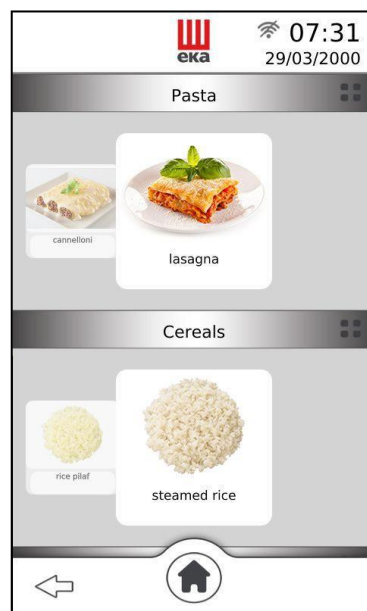 eka
07:31
29/03/2000
Pasta
cannelloni
lasagna
Cereals
rice pilaf
steamed rice